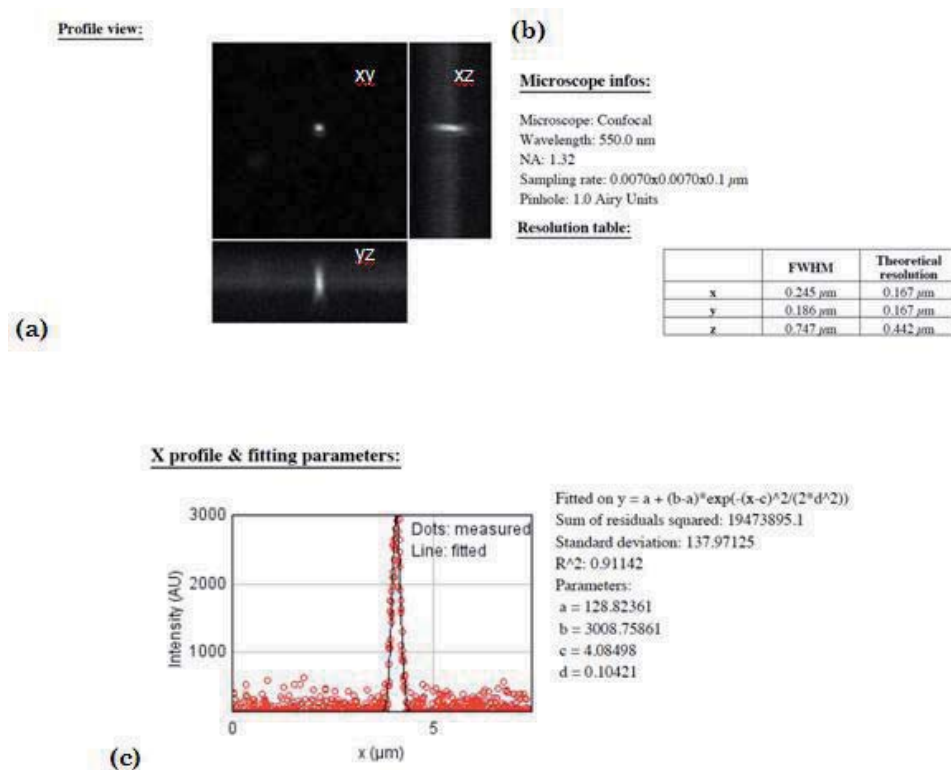 Profile view:
xy
xz
yz
(a)
(b)
Microscope infos:
Microscope: Confocal
Wavelength: 550.0 nm
NA: 1.32
Sampling rate: 0.0070x0.0070x0.1 µm
Pinhole: 1.0 Airy Units
Resolution table:
FWHM Theoretical resolution
x 0.245 µm 0.167 µm
y 0.186 µm 0.167 µm
z 0.747 µm 0.442 µm
X profile & fitting parameters:
3000
2000
1000
Intensity (AU)
Dots: measured
Line: fitted
0 5
x (µm)
(c)
Fitted on y = a + (b-a)*exp(-(x-c)^2/(2*d^2))
Sum of residuals squared: 19473895.1
Standard deviation: 137.97125
R^2: 0.91142
Parameters:
a = 128.82361
b = 3008.75861
c = 4.08498
d = 0.10421